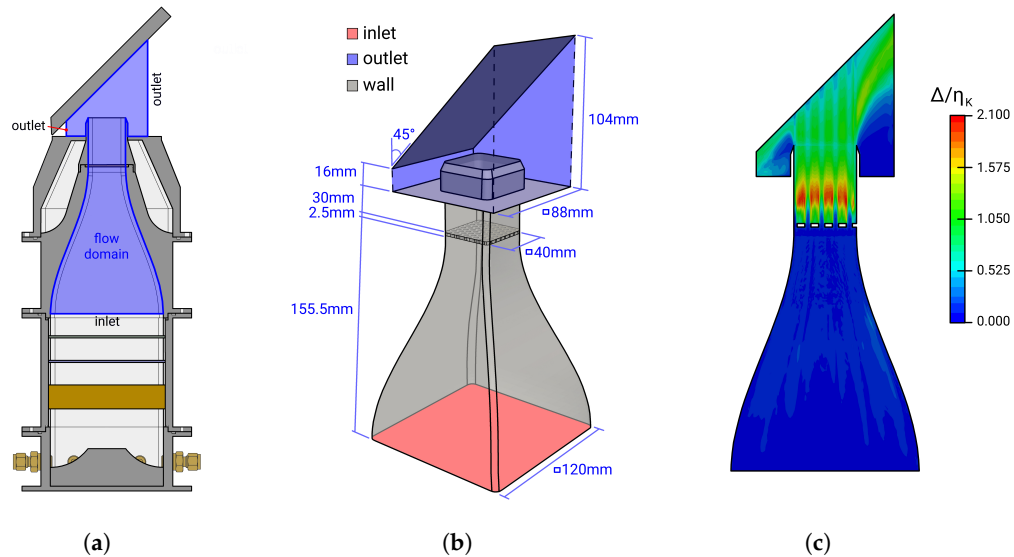 outlet
outlet
flow
domain
inlet
(a)
inlet
outlet
wall
45°
16mm
30mm
2.5mm
155.5mm
104mm
▫88mm
▫40mm
▫120mm
(b)
Δ/ηK
2.100
1.575
1.050
0.525
0.000
(c)